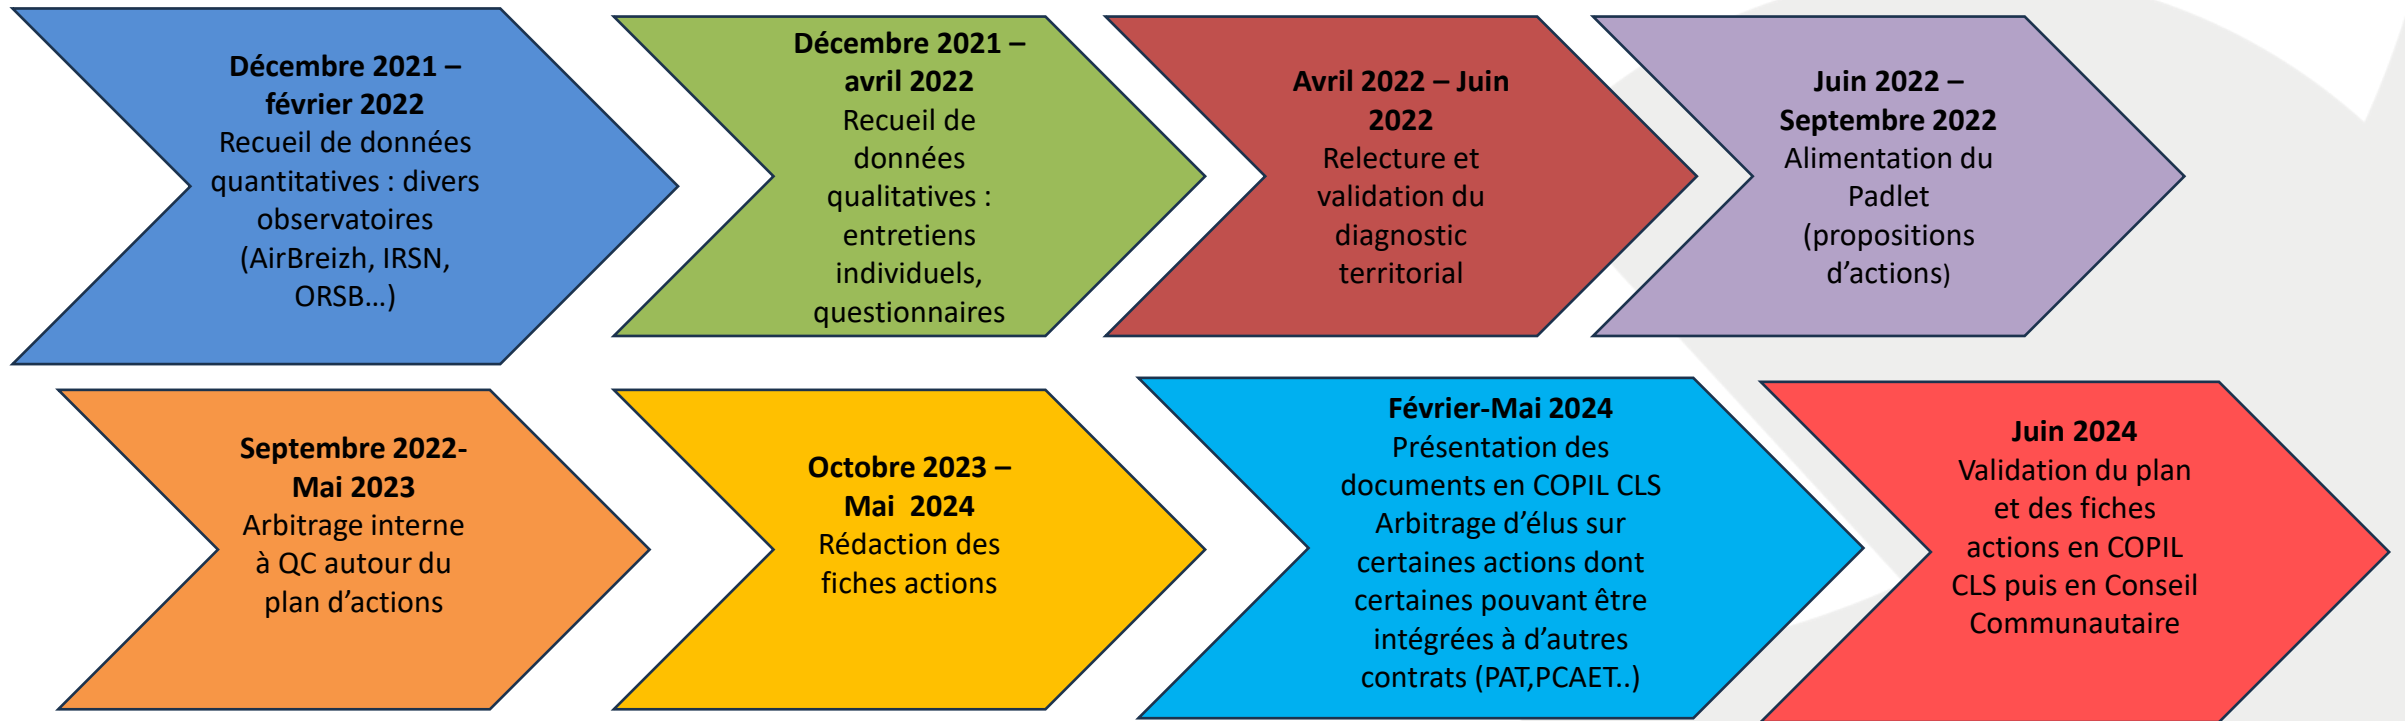 Décembre 2021 –
février 2022
Recueil de données
quantitatives : divers
observatoires
(AirBreizh, IRSN,
ORSB…)
Décembre 2021 –
avril 2022
Recueil de
données
qualitatives :
entretiens
individuels,
questionnaires
Avril 2022 – Juin
2022
Relecture et
validation du
diagnostic
territorial
Juin 2022 –
Septembre 2022
Alimentation du
Padlet
(propositions
d’actions)
Septembre 2022-
Mai 2023
Arbitrage interne
à QC autour du
plan d’actions
Octobre 2023 –
Mai 2024
Rédaction des
fiches actions
Février-Mai 2024
Présentation des
documents en COPIL CLS
Arbitrage d’élus sur
certaines actions dont
certaines pouvant être
intégrées à d’autres
contrats (PAT,PCAET..)
Juin 2024
Validation du plan
et des fiches
actions en COPIL
CLS puis en Conseil
Communautaire